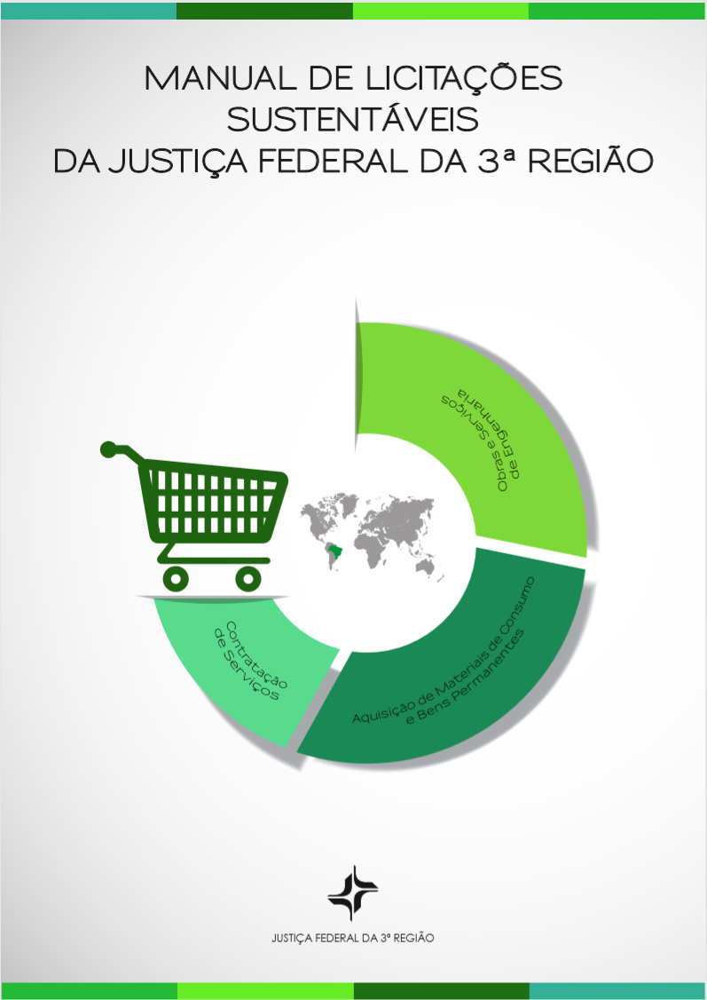 MANUAL DE LICITAÇÕES
SUSTENTÁVEIS
DA JUSTIÇA FEDERAL DA 3ª REGIÃO
Obras e Serviços
de Engenharia
Aquisição de Materiais de Consumo
e Bens Permanentes
Contratação
de Serviços
JUSTIÇA FEDERAL DA 3ª REGIÃO